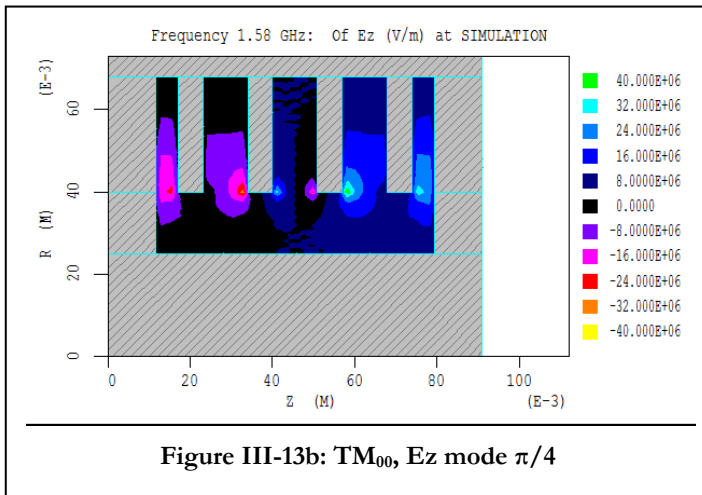 Frequency 1.58 GHz: Of Ez (V/m) at SIMULATION
(E-3)
60
40
20
0
R (M)
0 20 40 60 80 100
Z (M) (E-3)
40.000E+06
32.000E+06
24.000E+06
16.000E+06
8.0000E+06
0.0000
-8.0000E+06
-16.000E+06
-24.000E+06
-32.000E+06
-40.000E+06
Figure III-13b: TM₀₀, Ez mode π/4